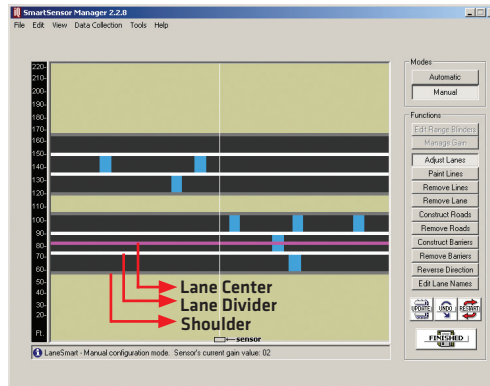 SmartSensor Manager 2.2.8
File Edit View Data Collection Tools Help
220-
210-
200-
190-
180-
170-
160-
150-
140-
130-
120-
110-
100-
90-
80-
70-
60-
50-
40-
30-
20-
Ft.
Lane Center
Lane Divider
Shoulder
sensor
LaneSmart - Manual configuration mode. Sensor's current gain value: 02
Modes
Automatic
Manual
Functions
Edit Range Blinders
Manage Gain
Adjust Lanes
Paint Lines
Remove Lines
Remove Lane
Construct Roads
Remove Roads
Construct Barriers
Remove Barriers
Reverse Direction
Edit Lane Names
UPDATE UNDO RESTART
FINISHED